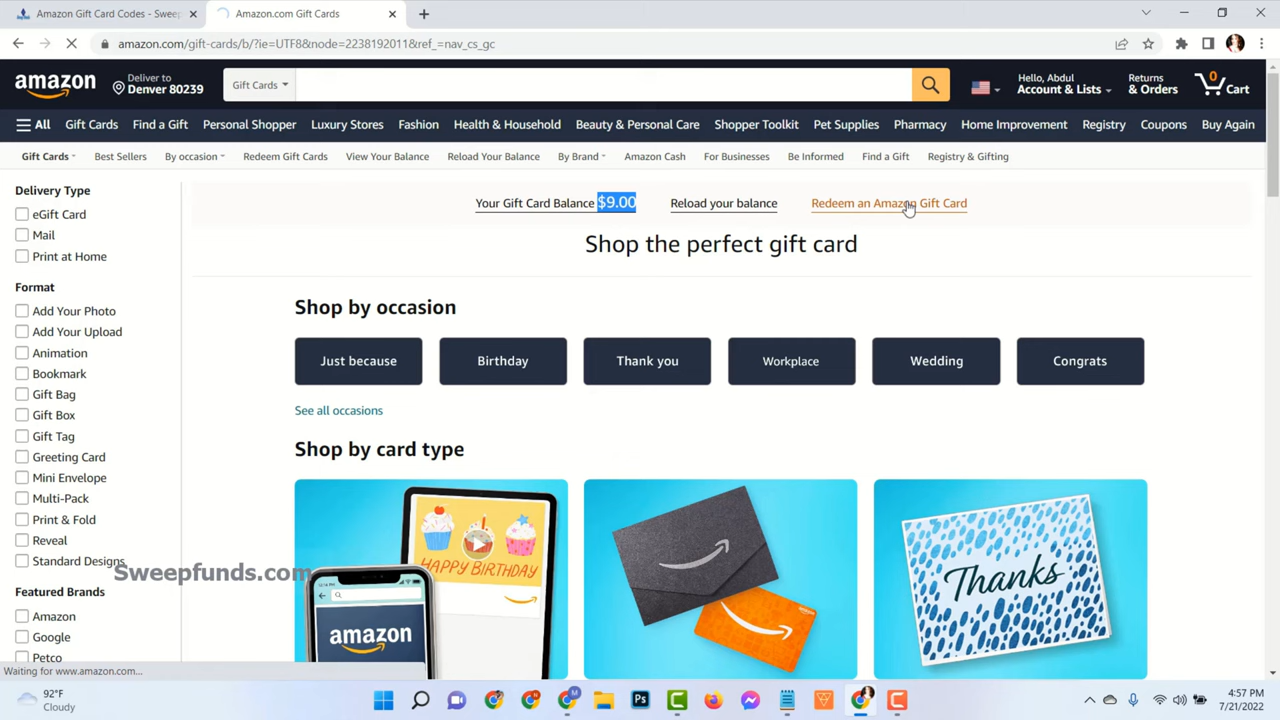 Amazon Gift Card Codes - Sweep
Amazon.com Gift Cards
amazon.com/gift-cards/b/?ie=UTF8&node=2238192011&ref_=nav_cs_gc
amazon
Deliver to
Denver 80239
Gift Cards
Hello, Abdul
Account & Lists
Returns
& Orders
0
Cart
All Gift Cards Find a Gift Personal Shopper Luxury Stores Fashion Health & Household Beauty & Personal Care Shopper Toolkit Pet Supplies Pharmacy Home Improvement Registry Coupons Buy Again
Gift Cards Best Sellers By occasion Redeem Gift Cards View Your Balance Reload Your Balance By Brand Amazon Cash For Businesses Be Informed Find a Gift Registry & Gifting
Your Gift Card Balance $9.00 Reload your balance Redeem an Amazon Gift Card
Shop the perfect gift card
Delivery Type
eGift Card
Mail
Print at Home
Format
Add Your Photo
Add Your Upload
Animation
Bookmark
Gift Bag
Gift Box
Gift Tag
Greeting Card
Mini Envelope
Multi-Pack
Print & Fold
Reveal
Standard Designs
Featured Brands
Amazon
Google
Petco
Shop by occasion
Just because Birthday Thank you Workplace Wedding Congrats
See all occasions
Shop by card type
HAPPY BIRTHDAY
amazon
Thanks
Sweepfunds.com
Waiting for www.amazon.com...
92°F
Cloudy
4:57 PM
7/21/2022